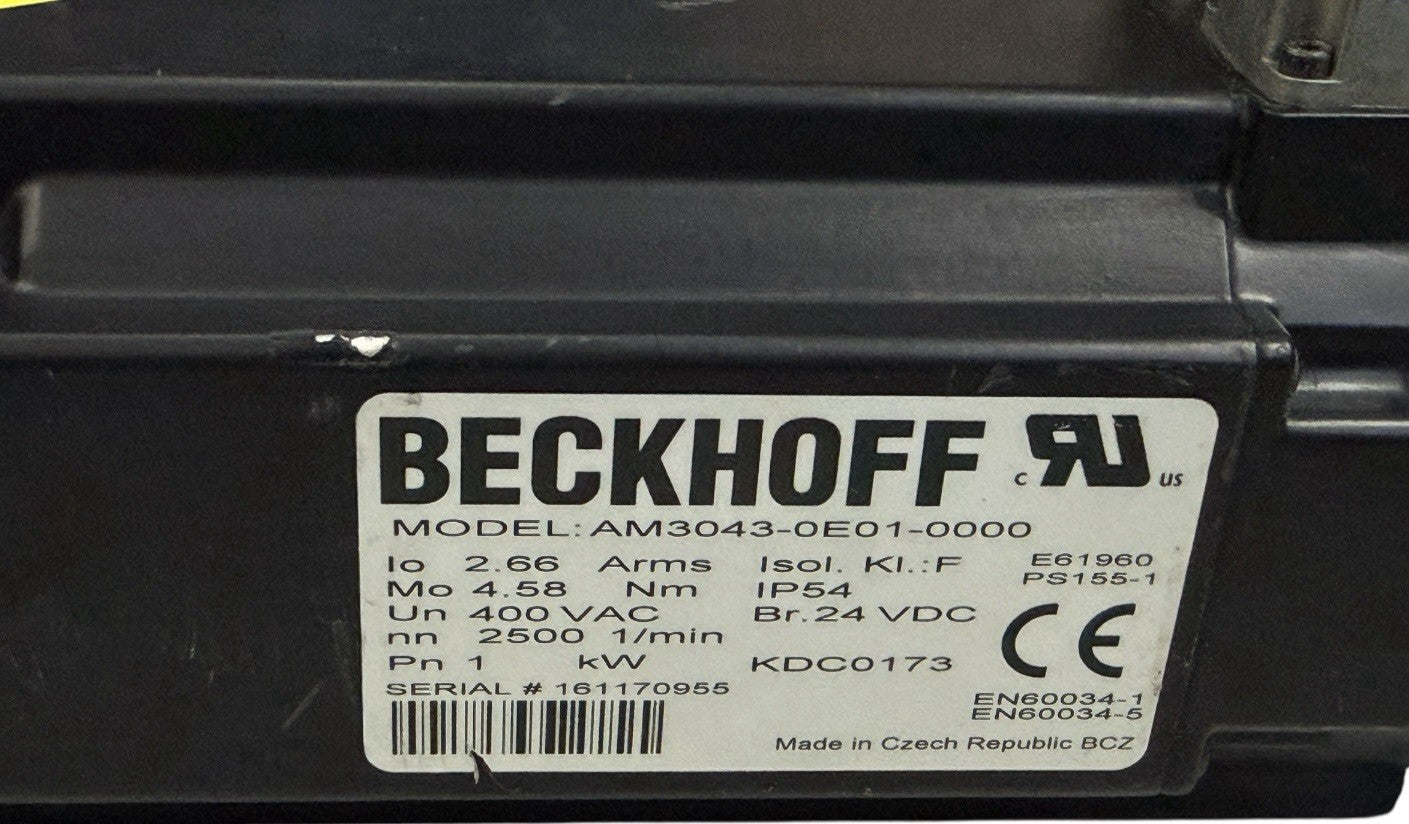 BECKHOFF c RU us
MODEL: AM3043-0E01-0000
Io 2.66 Arms Isol. Kl.:F E61960
PS155-1
Mo 4.58 Nm IP54
Un 400 VAC Br.24 VDC CE
nn 2500 1/min
Pn 1 kW KDC0173
SERIAL # 161170955
EN60034-1
EN60034-5
Made in Czech Republic BCZ